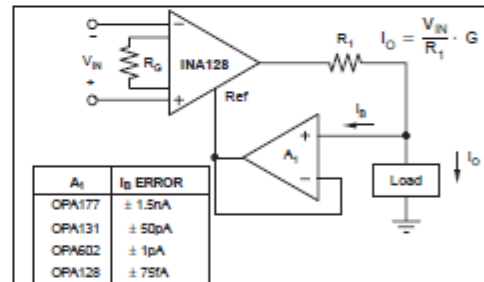 −
V_IN
+
R_G
−
+
INA128
Ref
R_1
I_O = V_IN / R_1 · G
I_B
+
A_1
−
Load
I_O
A_1 I_B ERROR
OPA177 ± 1.5nA
OPA131 ± 50pA
OPA602 ± 1pA
OPA128 ± 75fA